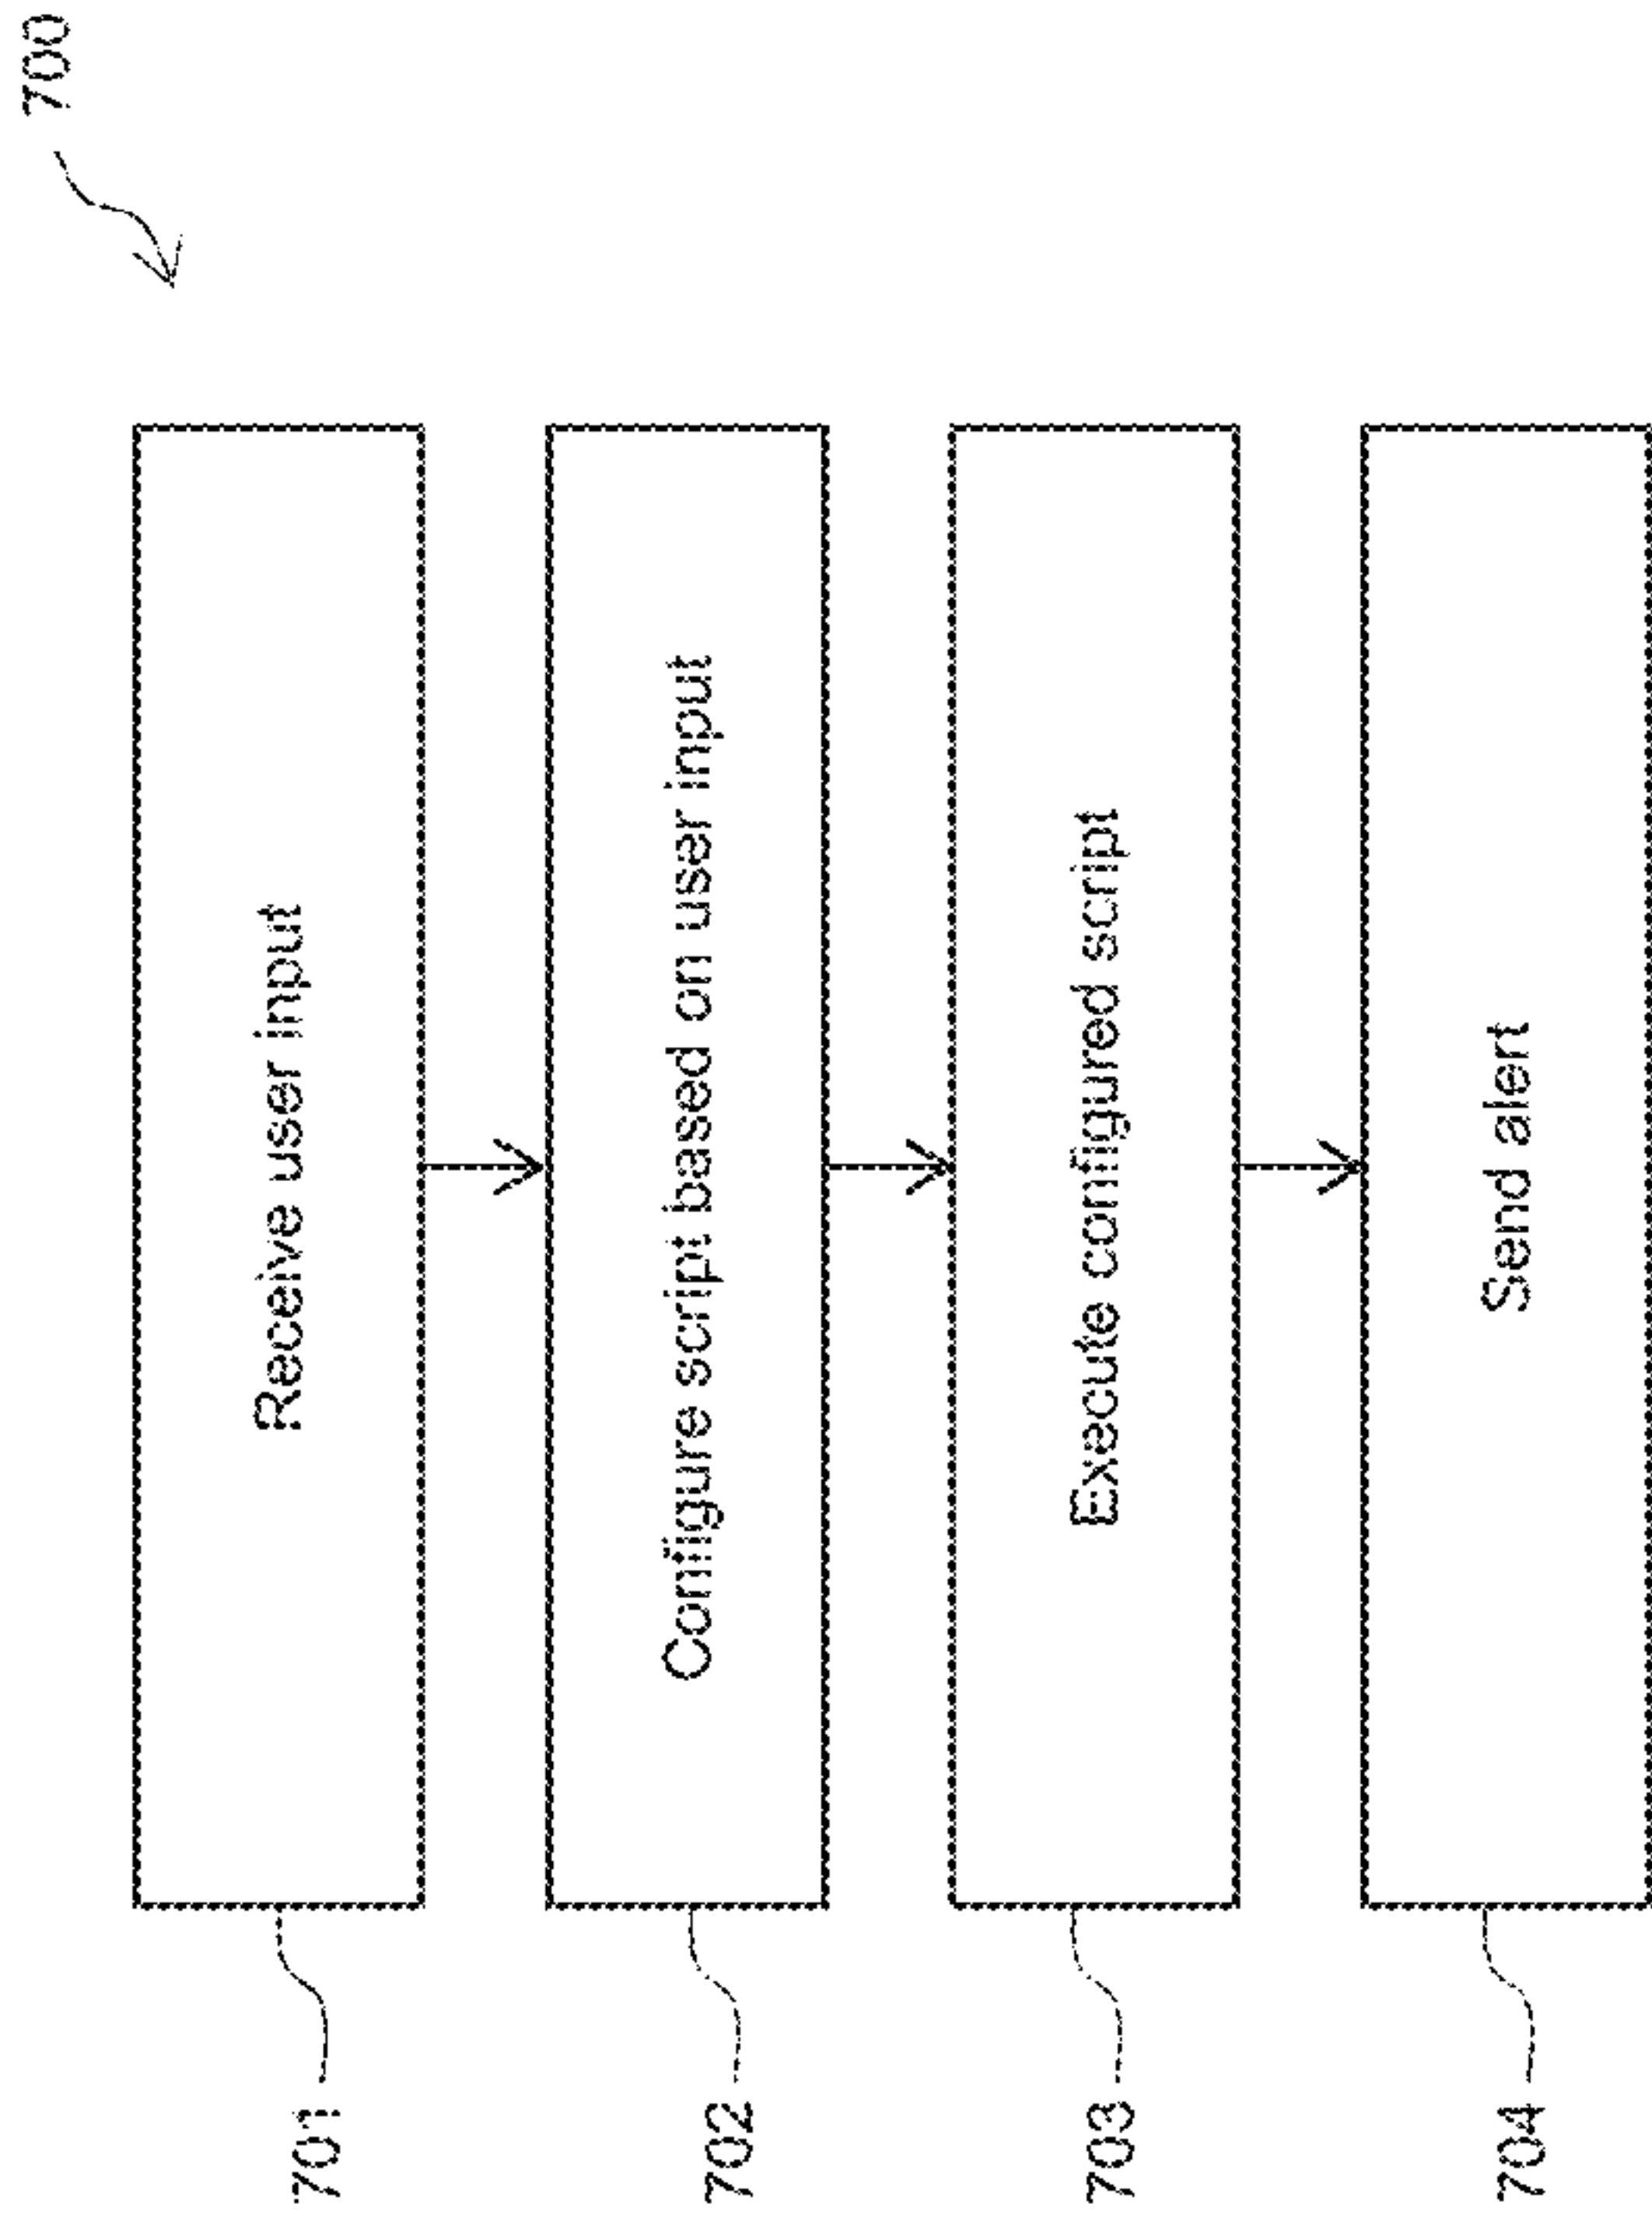 700
701
Receive user input
702
Configure script based on user input
703
Execute configured script
704
Send alert